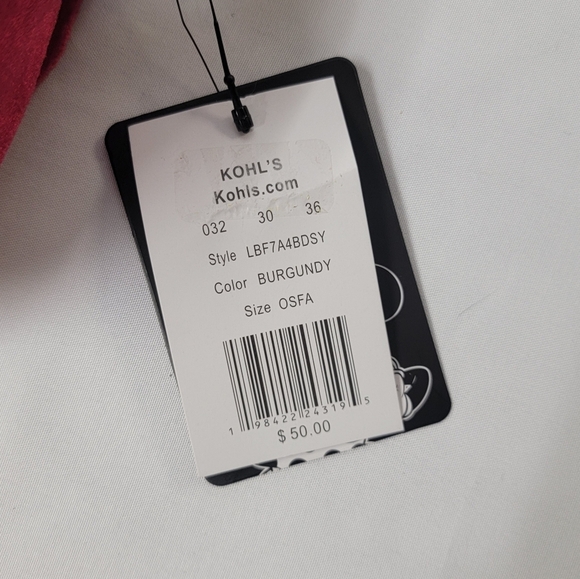 KOHL'S
Kohls.com
032 30 - 36
Style LBF7A4BDSY
Color BURGUNDY
Size OSFA
1 98422 24319 5
$50.00